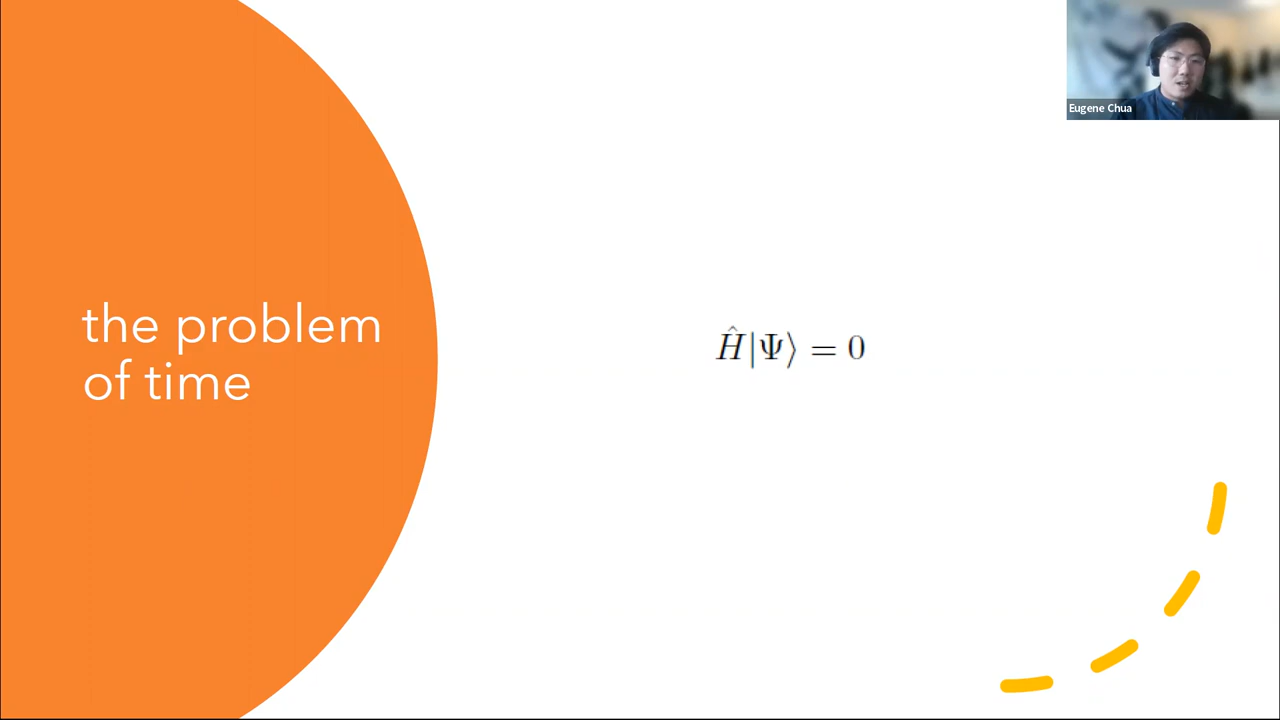 Eugene Chua
the problem
of time
Ĥ|Ψ⟩ = 0